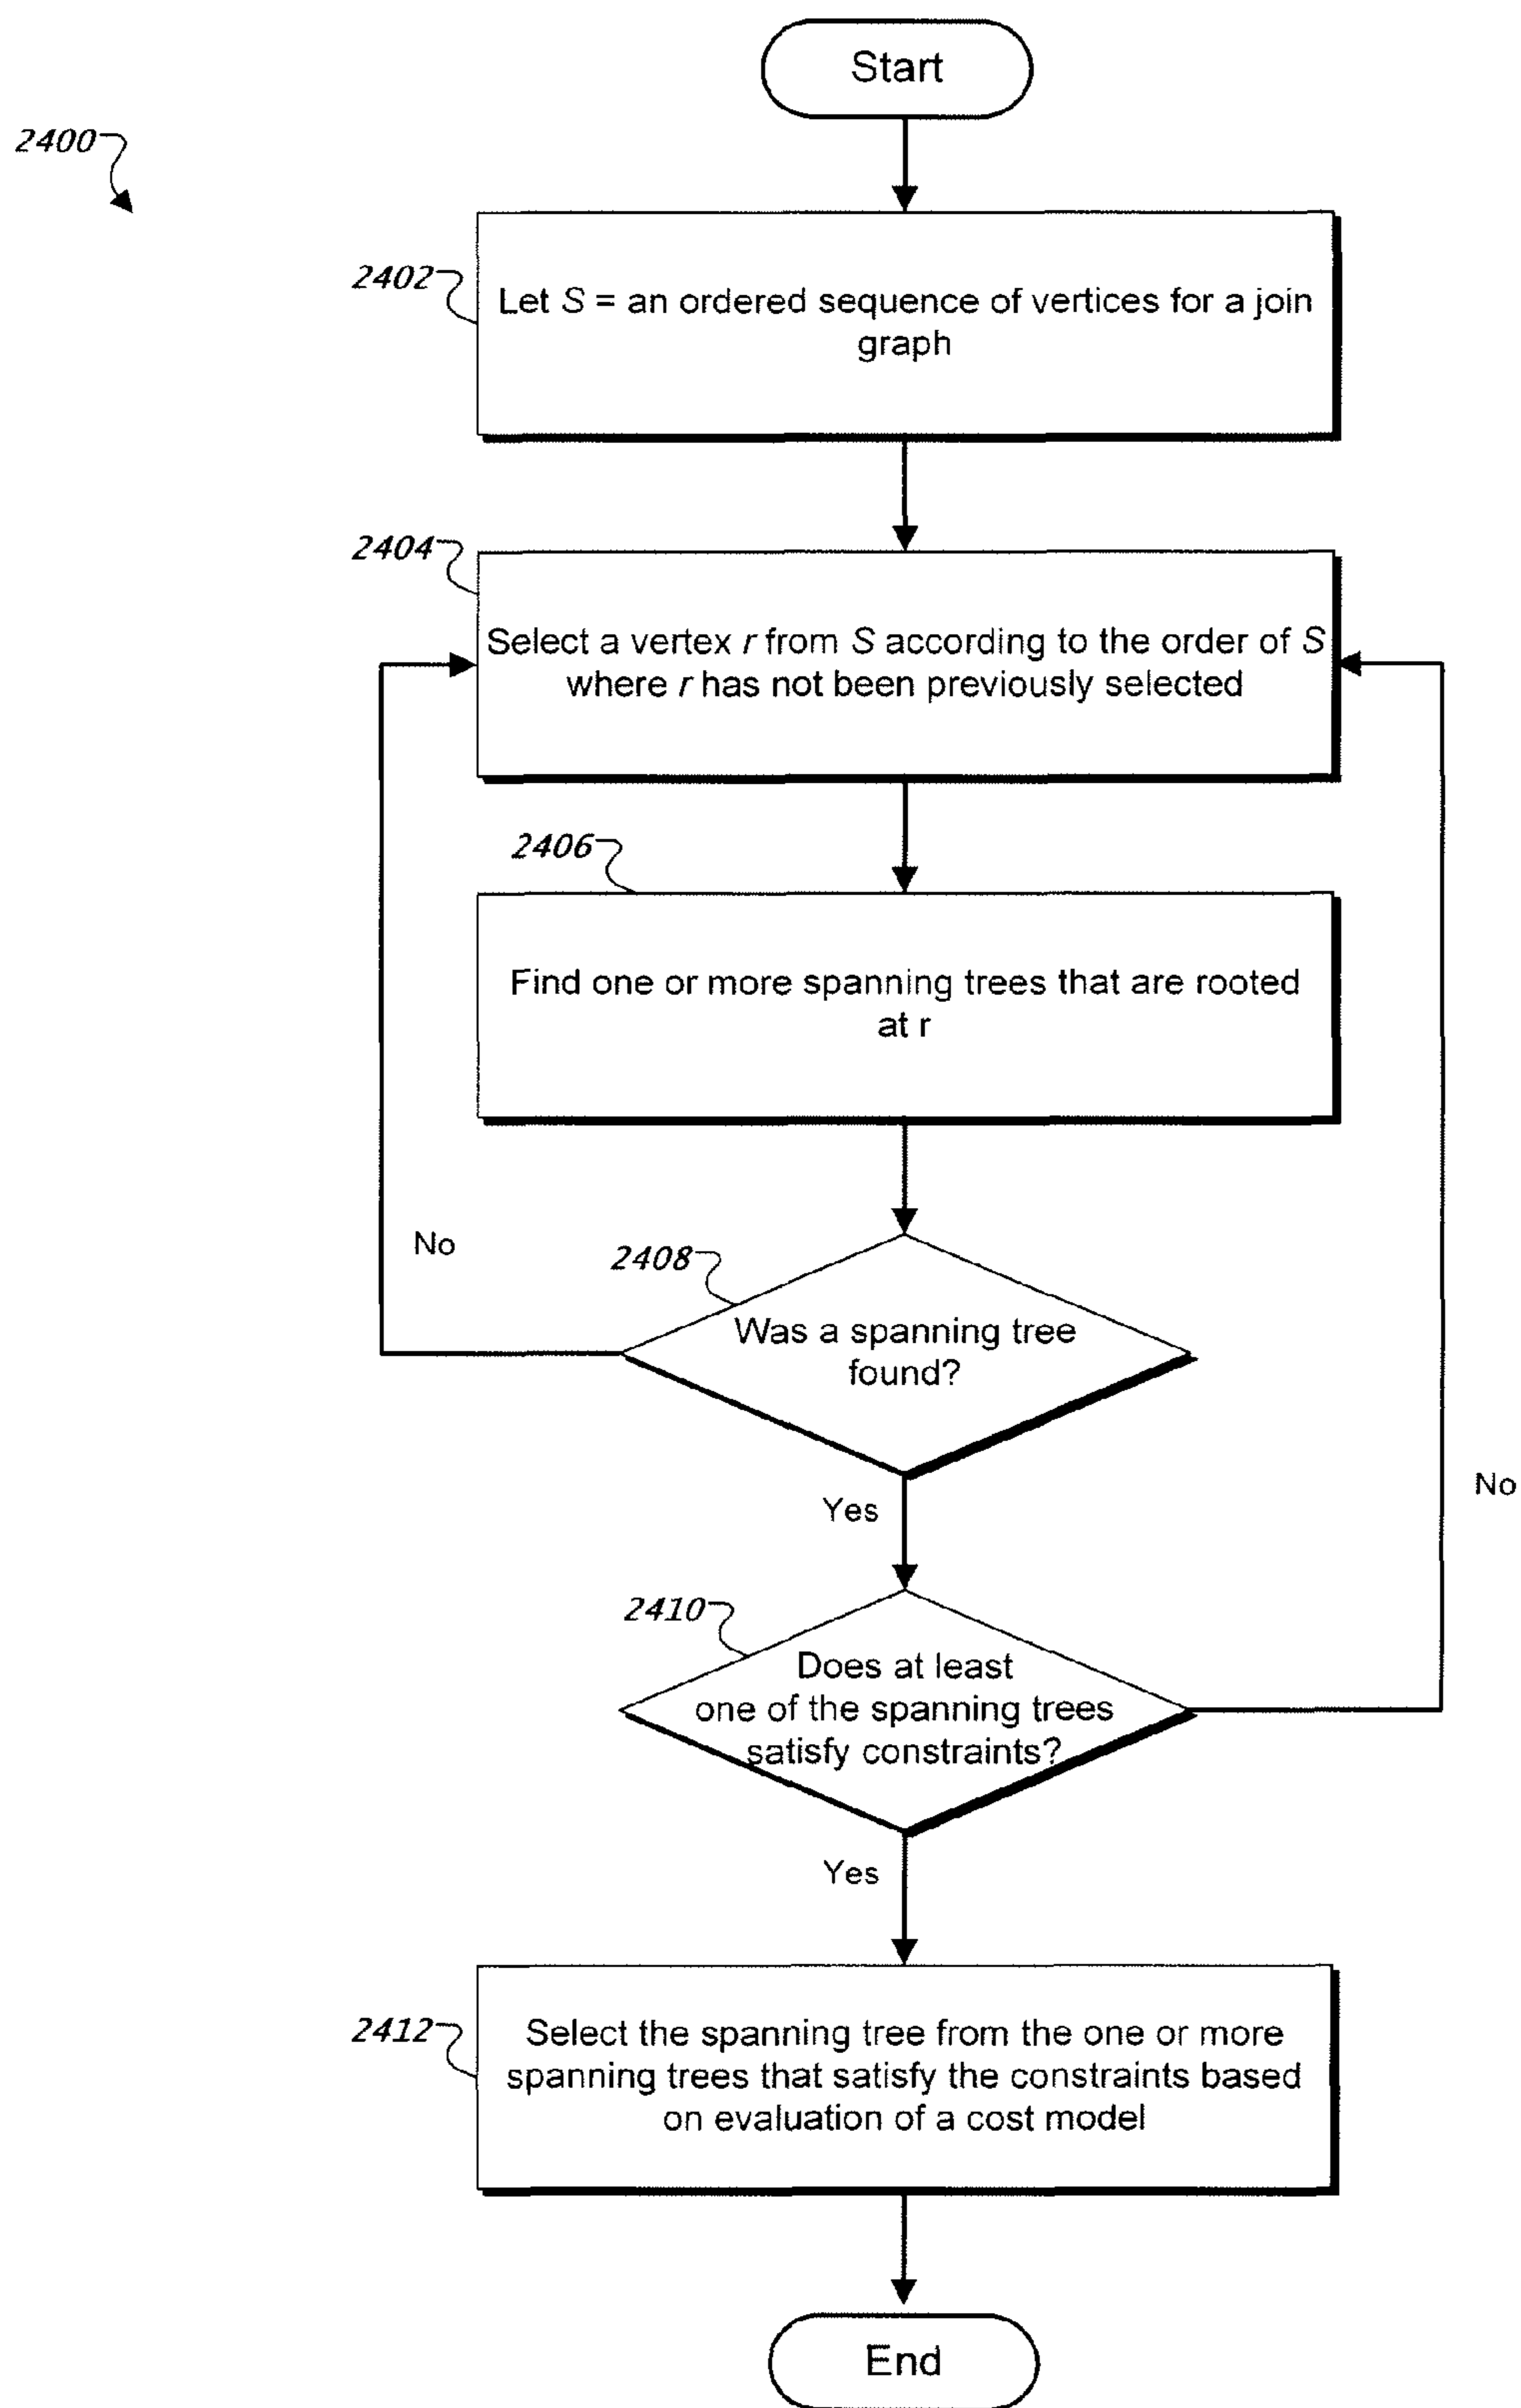 Start
2400
2402
Let S = an ordered sequence of vertices for a join
graph
2404
Select a vertex r from S according to the order of S
where r has not been previously selected
2406
Find one or more spanning trees that are rooted
at r
No
2408
Was a spanning tree
found?
No
Yes
2410
Does at least
one of the spanning trees
satisfy constraints?
Yes
2412
Select the spanning tree from the one or more
spanning trees that satisfy the constraints based
on evaluation of a cost model
End